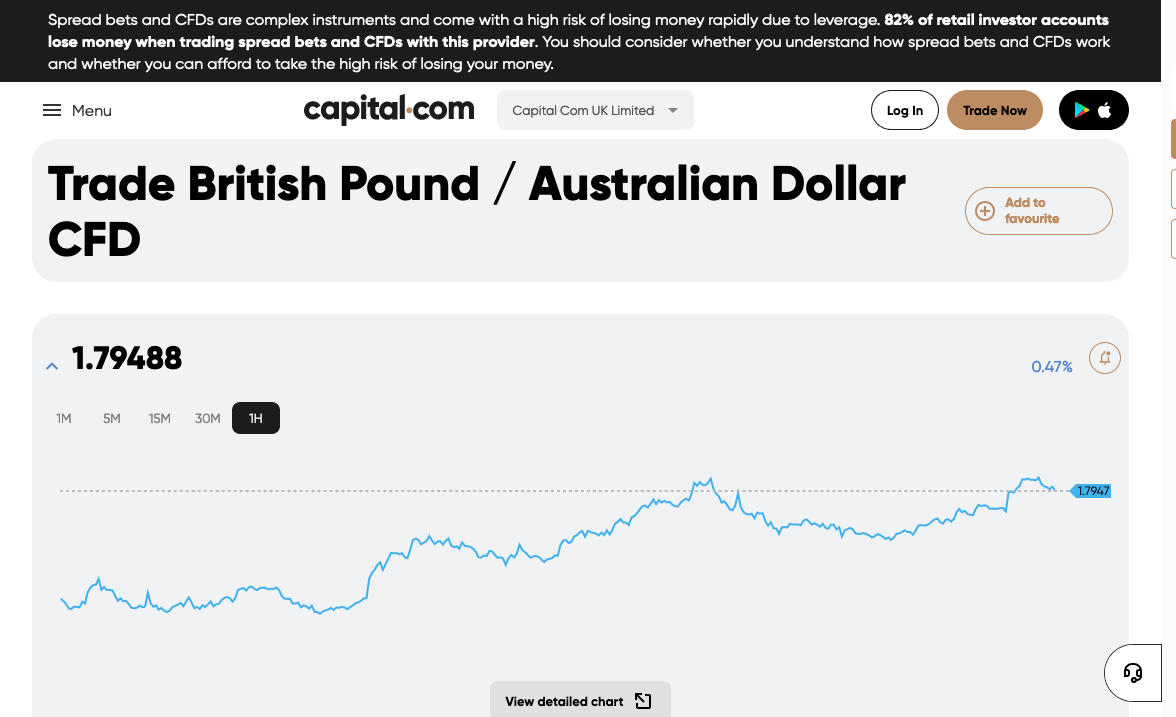 Spread bets and CFDs are complex instruments and come with a high risk of losing money rapidly due to leverage. 82% of retail investor accounts
lose money when trading spread bets and CFDs with this provider. You should consider whether you understand how spread bets and CFDs work
and whether you can afford to take the high risk of losing your money.
Menu
capital.com
Capital Com UK Limited
Log In
Trade Now
Trade British Pound / Australian Dollar
CFD
Add to
favourite
1.79488
0.47%
1M 5M 15M 30M 1H
1.7947
View detailed chart